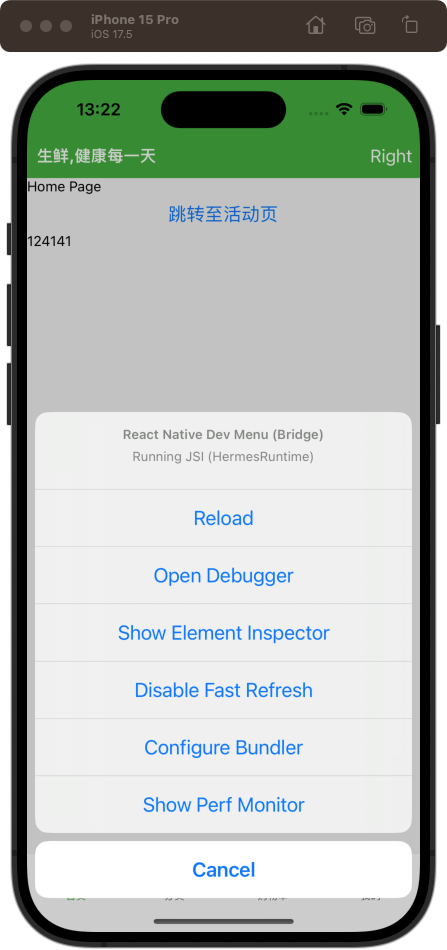 iPhone 15 Pro
iOS 17.5
13:22
生鲜,健康每一天
Right
Home Page
跳转至活动页
124141
React Native Dev Menu (Bridge)
Running JSI (HermesRuntime)
Reload
Open Debugger
Show Element Inspector
Disable Fast Refresh
Configure Bundler
Show Perf Monitor
Cancel